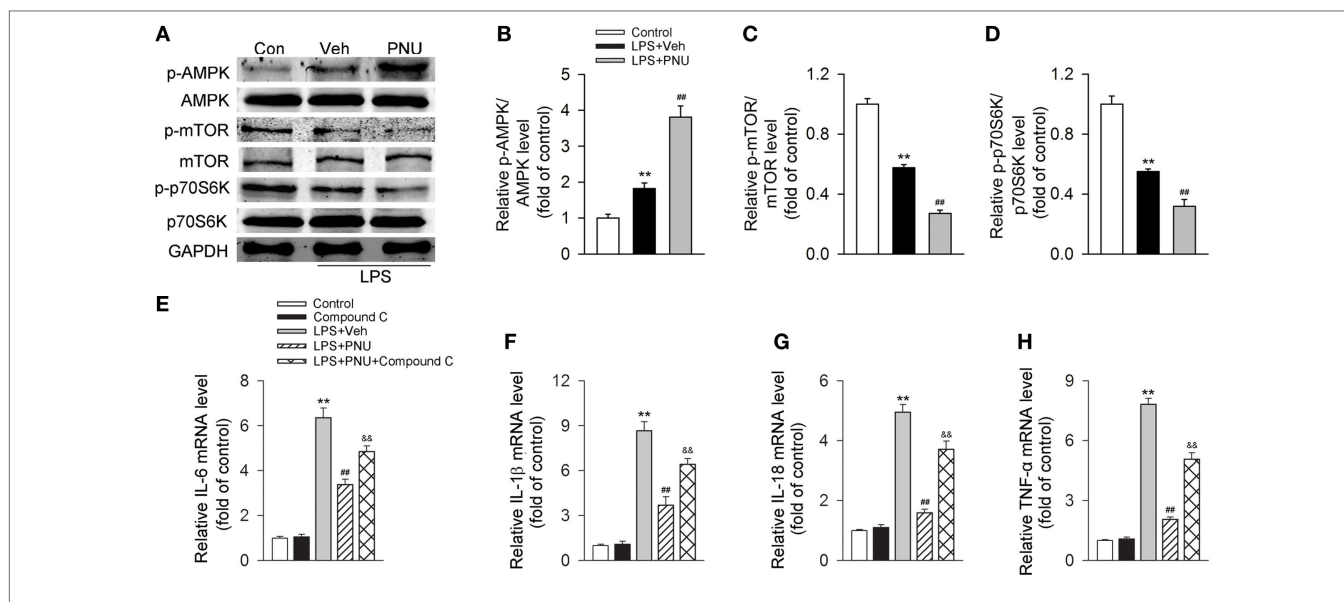 A
Con Veh PNU
p-AMPK
AMPK
p-mTOR
mTOR
p-p70S6K
p70S6K
GAPDH
LPS
B
Control
LPS+Veh
LPS+PNU
Relative p-AMPK/
AMPK level
(fold of control)
5
4
3
2
1
0
**
##
C
Relative p-mTOR/
mTOR level
(fold of control)
1.2
0.8
0.4
0.0
**
##
D
Relative p-p70S6K/
p70S6K level
(fold of control)
1.2
0.8
0.4
0.0
**
##
E
Control
Compound C
LPS+Veh
LPS+PNU
LPS+PNU+Compound C
Relative IL-6 mRNA level
(fold of control)
8
6
4
2
0
**
##
&&
F
Relative IL-1β mRNA level
(fold of control)
12
9
6
3
0
**
##
&&
G
Relative IL-18 mRNA level
(fold of control)
6
4
2
0
**
##
&&
H
Relative TNF-α mRNA level
(fold of control)
9
6
3
0
**
##
&&